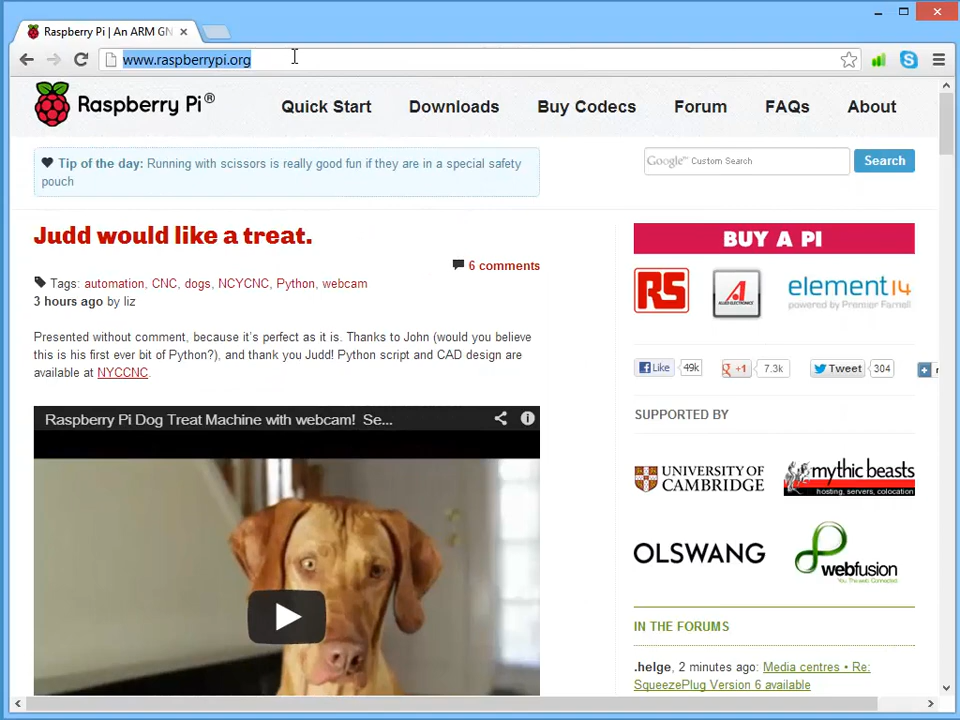 Raspberry Pi | An ARM GN
www.raspberrypi.org
Raspberry Pi®
Quick Start
Downloads
Buy Codecs
Forum
FAQs
About
♥ Tip of the day: Running with scissors is really good fun if they are in a special safety
pouch
Google™ Custom Search
Search
Judd would like a treat.
6 comments
Tags: automation, CNC, dogs, NCYCNC, Python, webcam
3 hours ago by liz
Presented without comment, because it's perfect as it is. Thanks to John (would you believe
this is his first ever bit of Python?), and thank you Judd! Python script and CAD design are
available at NYCCNC.
Raspberry Pi Dog Treat Machine with webcam! Se...
BUY A PI
RS
ALLIED ELECTRONICS
element14
powered by Premier Farnell
Like 49k
+1 7.3k
Tweet 304
SUPPORTED BY
UNIVERSITY OF
CAMBRIDGE
mythic beasts
hosting, servers, colocation
OLSWANG
webfusion
You. The web. Connected.
IN THE FORUMS
.helge, 2 minutes ago: Media centres • Re:
SqueezePlug Version 6 available